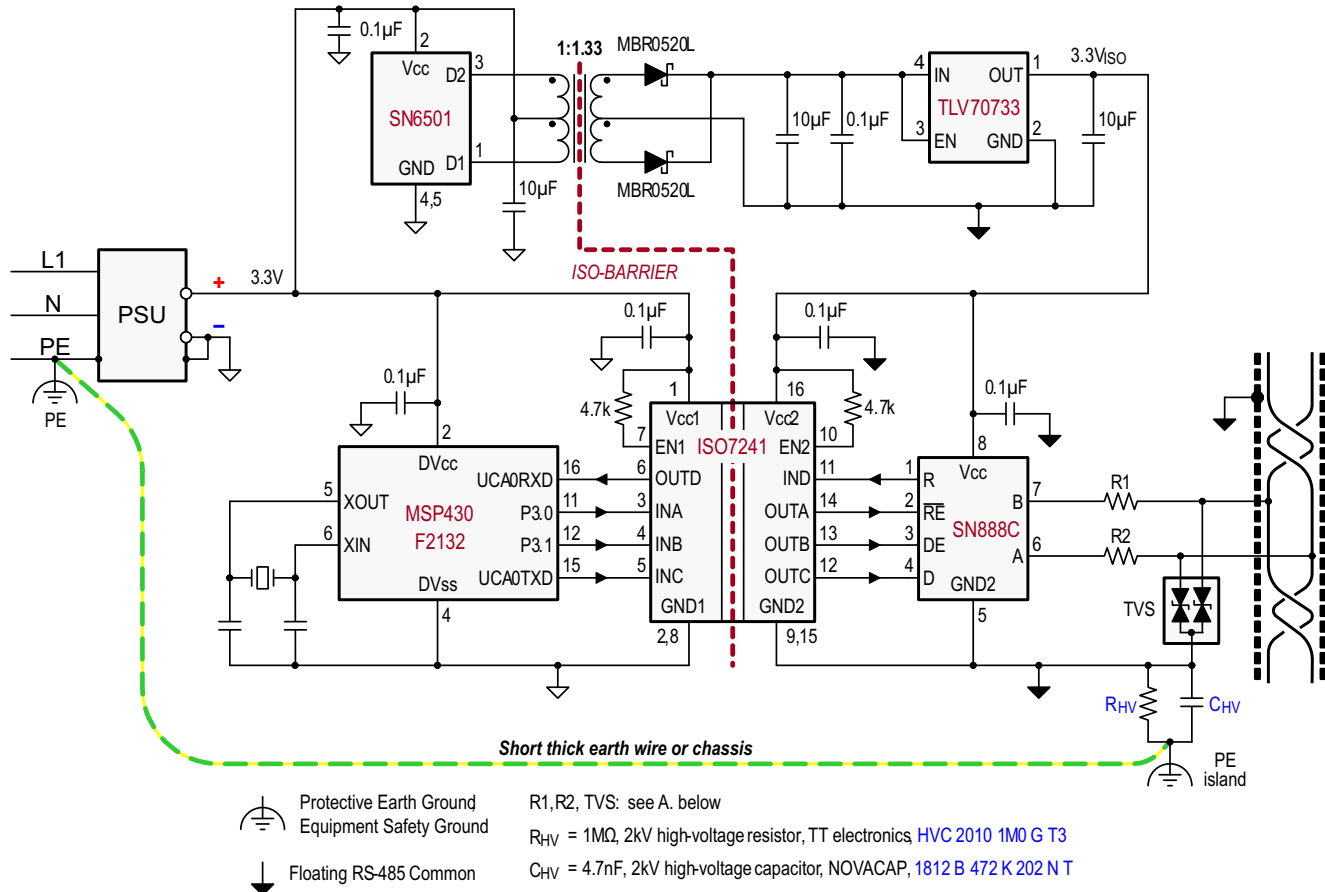 0.1µF
2
Vcc
D2
3
SN6501
D1
1
GND
4,5
10µF
1:1.33
MBR0520L
MBR0520L
10µF
0.1µF
4
IN
OUT
1
TLV70733
3
EN
GND
2
3.3VISO
10µF
ISO-BARRIER
L1
N
PE
PSU
+
–
3.3V
PE
0.1µF
0.1µF
4.7k
1
Vcc1
7
EN1
ISO7241
6
OUTD
3
INA
4
INB
5
INC
GND1
2,8
0.1µF
16
Vcc2
4.7k
EN2
10
IND
11
OUTA
14
OUTB
13
OUTC
12
GND2
9,15
2
DVcc
5
XOUT
6
XIN
MSP430
F2132
UCA0RXD
16
P3.0
11
P3.1
12
UCA0TXD
15
DVss
4
0.1µF
8
Vcc
1
R
2
RE
3
DE
4
D
SN888C
B
7
A
6
GND2
5
R1
R2
TVS
RHV
CHV
PE
island
Short thick earth wire or chassis
Protective Earth Ground
Equipment Safety Ground
Floating RS-485 Common
R1,R2, TVS: see A. below
RHV = 1MΩ, 2kV high-voltage resistor, TT electronics, HVC 2010 1M0 G T3
CHV = 4.7nF, 2kV high-voltage capacitor, NOVACAP, 1812 B 472 K 202 N T